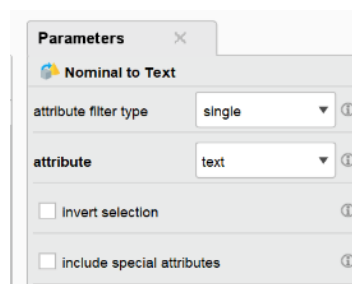 Parameters
Nominal to Text
attribute filter type single
attribute text
invert selection
include special attributes